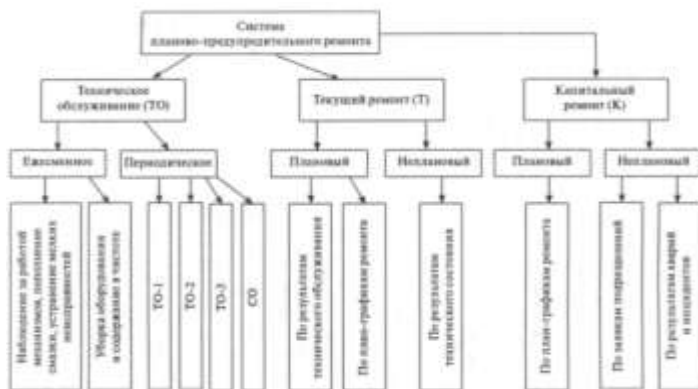 Система
планово-предупредительного ремонта
Техническое
обслуживание (ТО)
Текущий ремонт (Т)
Капитальный
ремонт (К)
Ежесменное
Периодическое
Плановый
Неплановый
Плановый
Неплановый
Наблюдение за работой
механизмов, пополнение
смазки, устранение мелких
неисправностей
Уборка оборудования
и содержание в чистоте
ТО-1
ТО-2
ТО-3
СО
По результатам
технического обслуживания
По план-графикам ремонта
По результатам
технического состояния
По план-графикам ремонта
По заявкам подразделений
По результатам аварий
и инцидентов